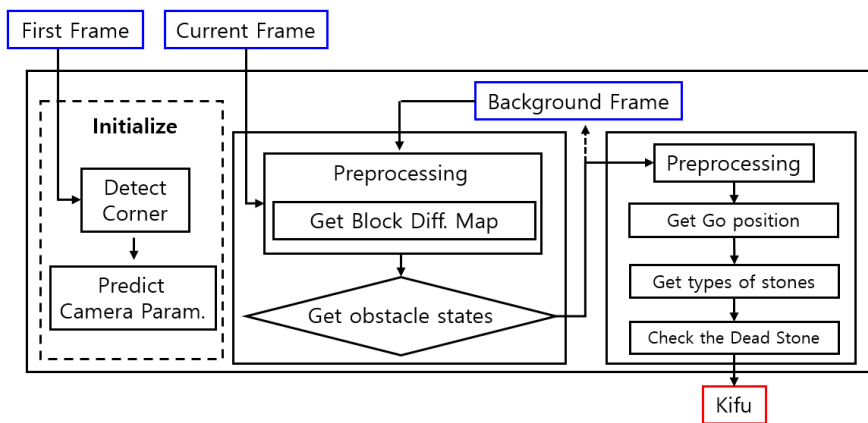 First Frame
Current Frame
Background Frame
Initialize
Detect
Corner
Predict
Camera Param.
Preprocessing
Get Block Diff. Map
Get obstacle states
Preprocessing
Get Go position
Get types of stones
Check the Dead Stone
Kifu